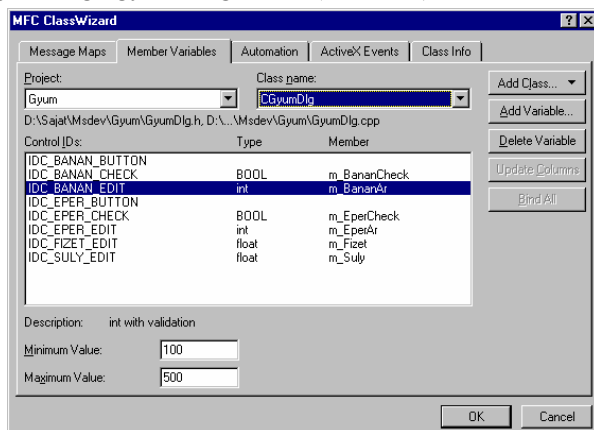 MFC ClassWizard
Message Maps Member Variables Automation ActiveX Events Class Info
Project: Class name:
Gyum CGyumDlg
Add Class...
D:\Sajat\Msdev\Gyum\GyumDlg.h, D:\...\Msdev\Gyum\GyumDlg.cpp
Add Variable...
Control IDs: Type Member
Delete Variable
IDC_BANAN_BUTTON
IDC_BANAN_CHECK BOOL m_BananCheck
Update Columns
IDC_BANAN_EDIT int m_BananAr
IDC_EPER_BUTTON
Bind All
IDC_EPER_CHECK BOOL m_EperCheck
IDC_EPER_EDIT int m_EperAr
IDC_FIZET_EDIT float m_Fizet
IDC_SULY_EDIT float m_Suly
Description: int with validation
Minimum Value: 100
Maximum Value: 500
OK Cancel